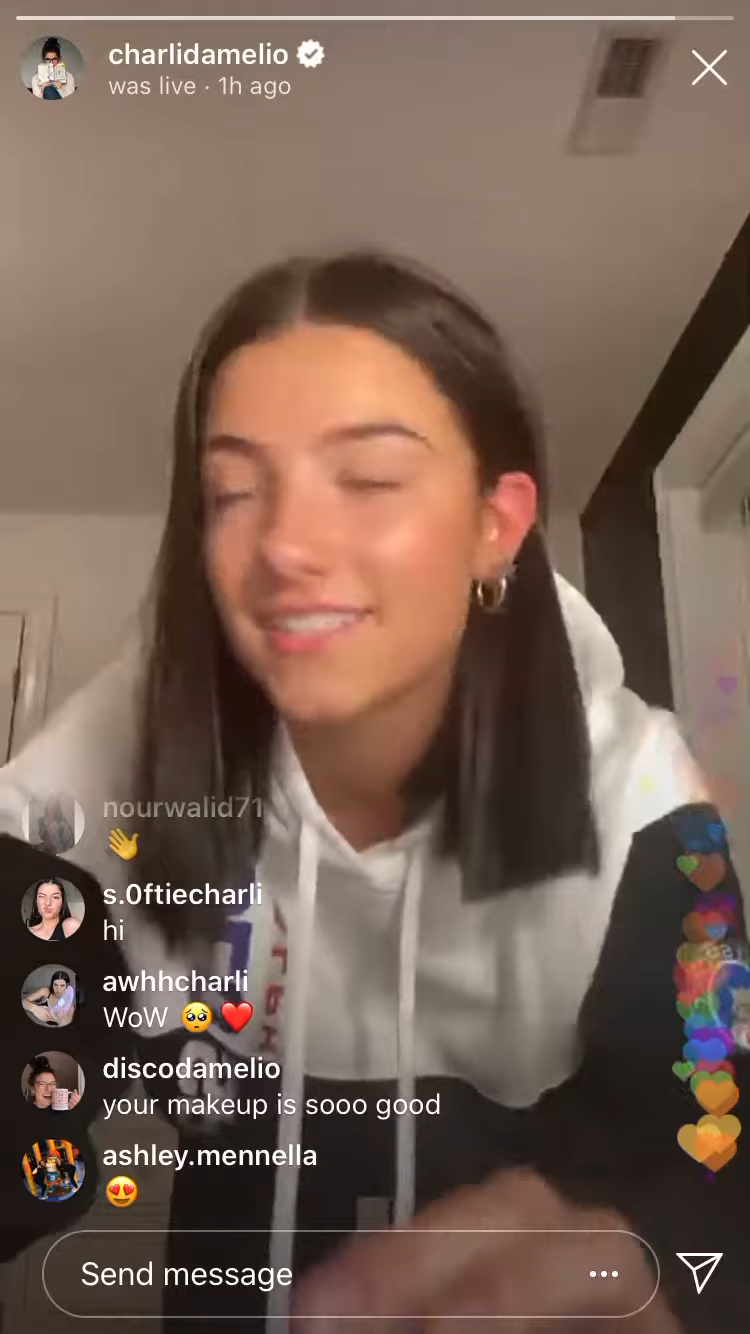 charlidamelio
was live · 1h ago
nourwalid71
👋
s.0ftiecharli
hi
awhhcharli
WoW 🥺❤️
discodamelio
your makeup is sooo good
ashley.mennella
😍
Send message